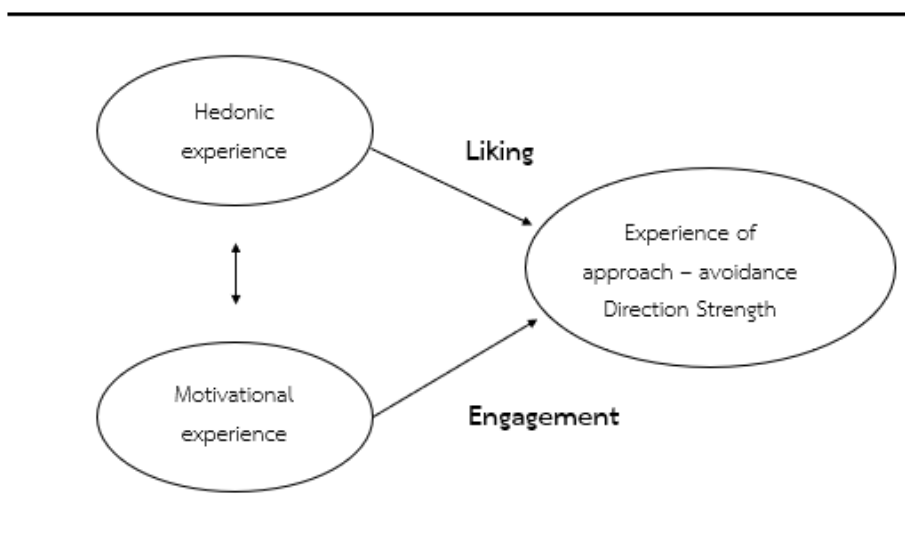 Hedonic
experience
Liking
Experience of
approach – avoidance
Direction Strength
Motivational
experience
Engagement